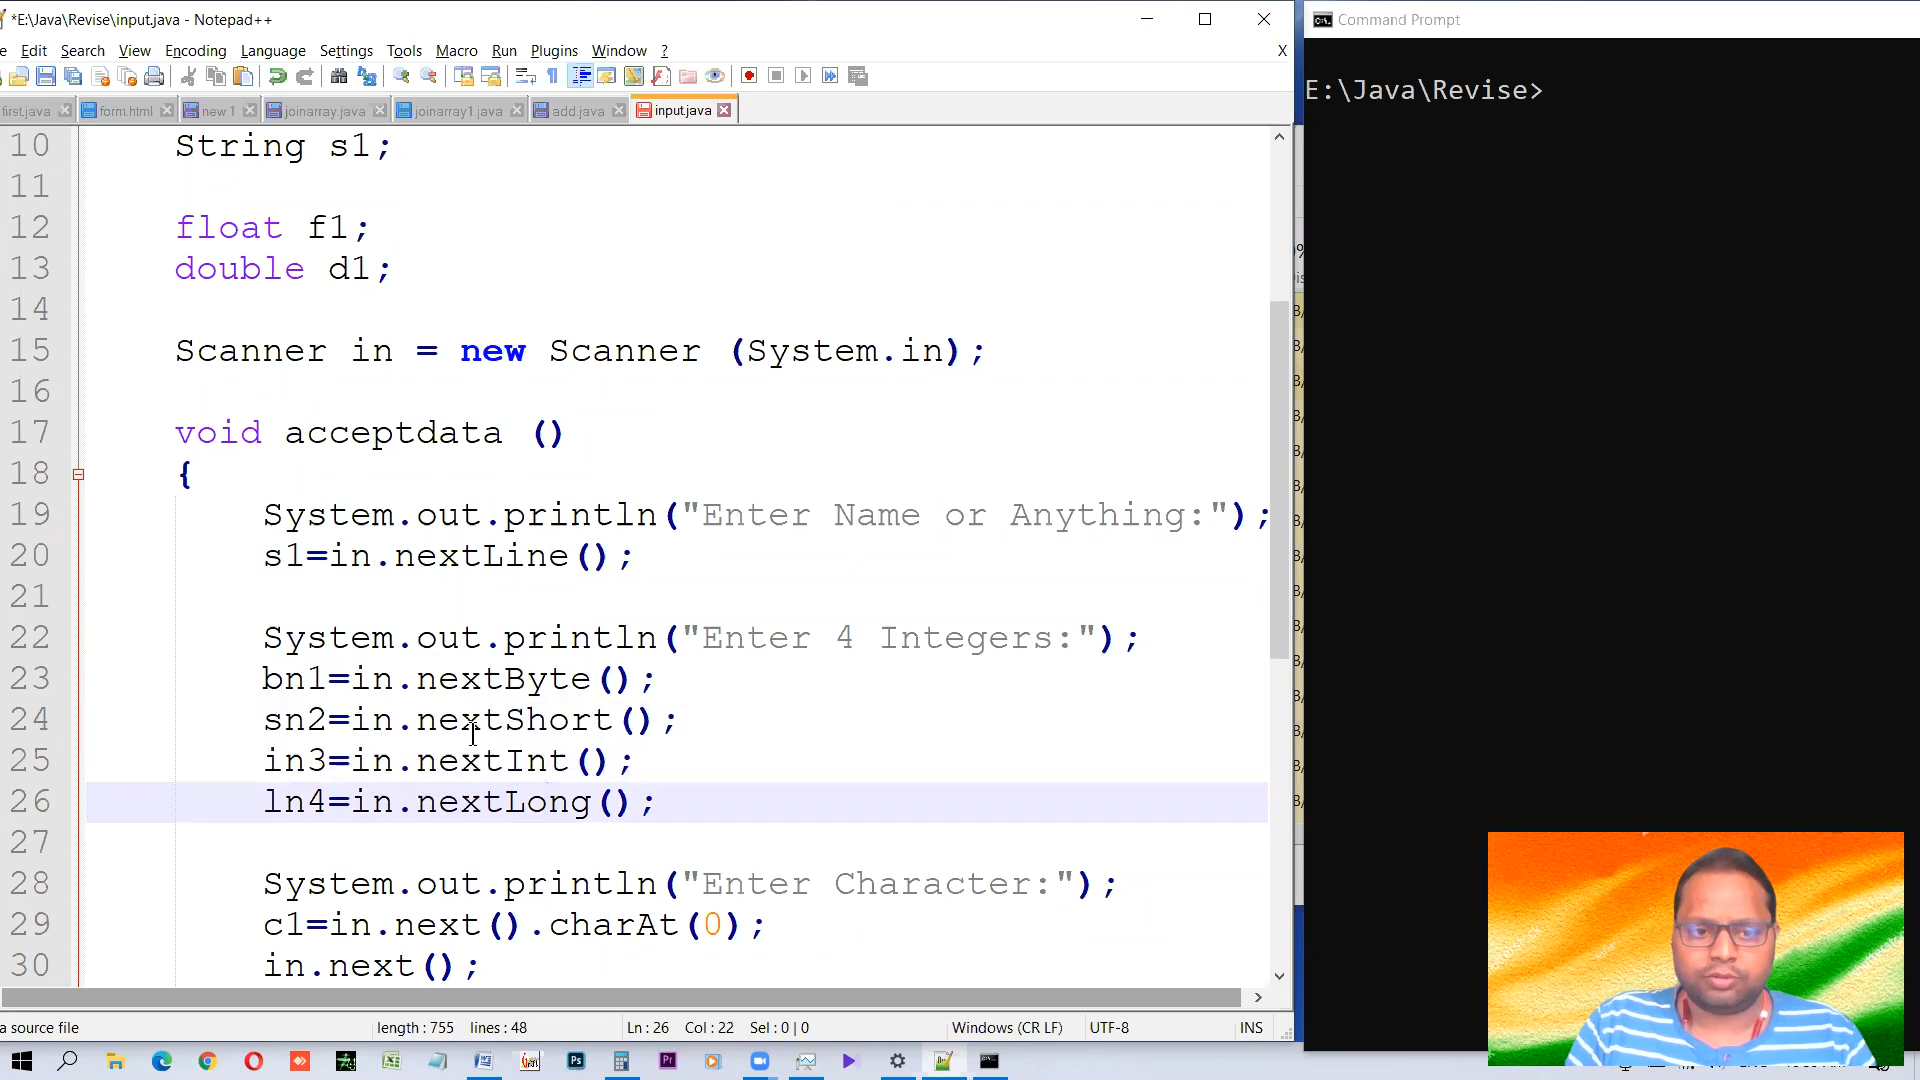 *E:\Java\Revise\input.java - Notepad++
Command Prompt
e Edit Search View Encoding Language Settings Tools Macro Run Plugins Window ? X
first.java form.html new 1 joinarray.java joinarray1.java add.java input.java
E:\Java\Revise>
10 String s1;
11
12 float f1;
13 double d1;
14
15 Scanner in = new Scanner (System.in);
16
17 void acceptdata ()
18 {
19 System.out.println("Enter Name or Anything:");
20 s1=in.nextLine();
21
22 System.out.println("Enter 4 Integers:");
23 bn1=in.nextByte();
24 sn2=in.nextShort();
25 in3=in.nextInt();
26 ln4=in.nextLong();
27
28 System.out.println("Enter Character:");
29 c1=in.next().charAt(0);
30 in.next();
a source file length : 755 lines : 48 Ln : 26 Col : 22 Sel : 0 | 0 Windows (CR LF) UTF-8 INS